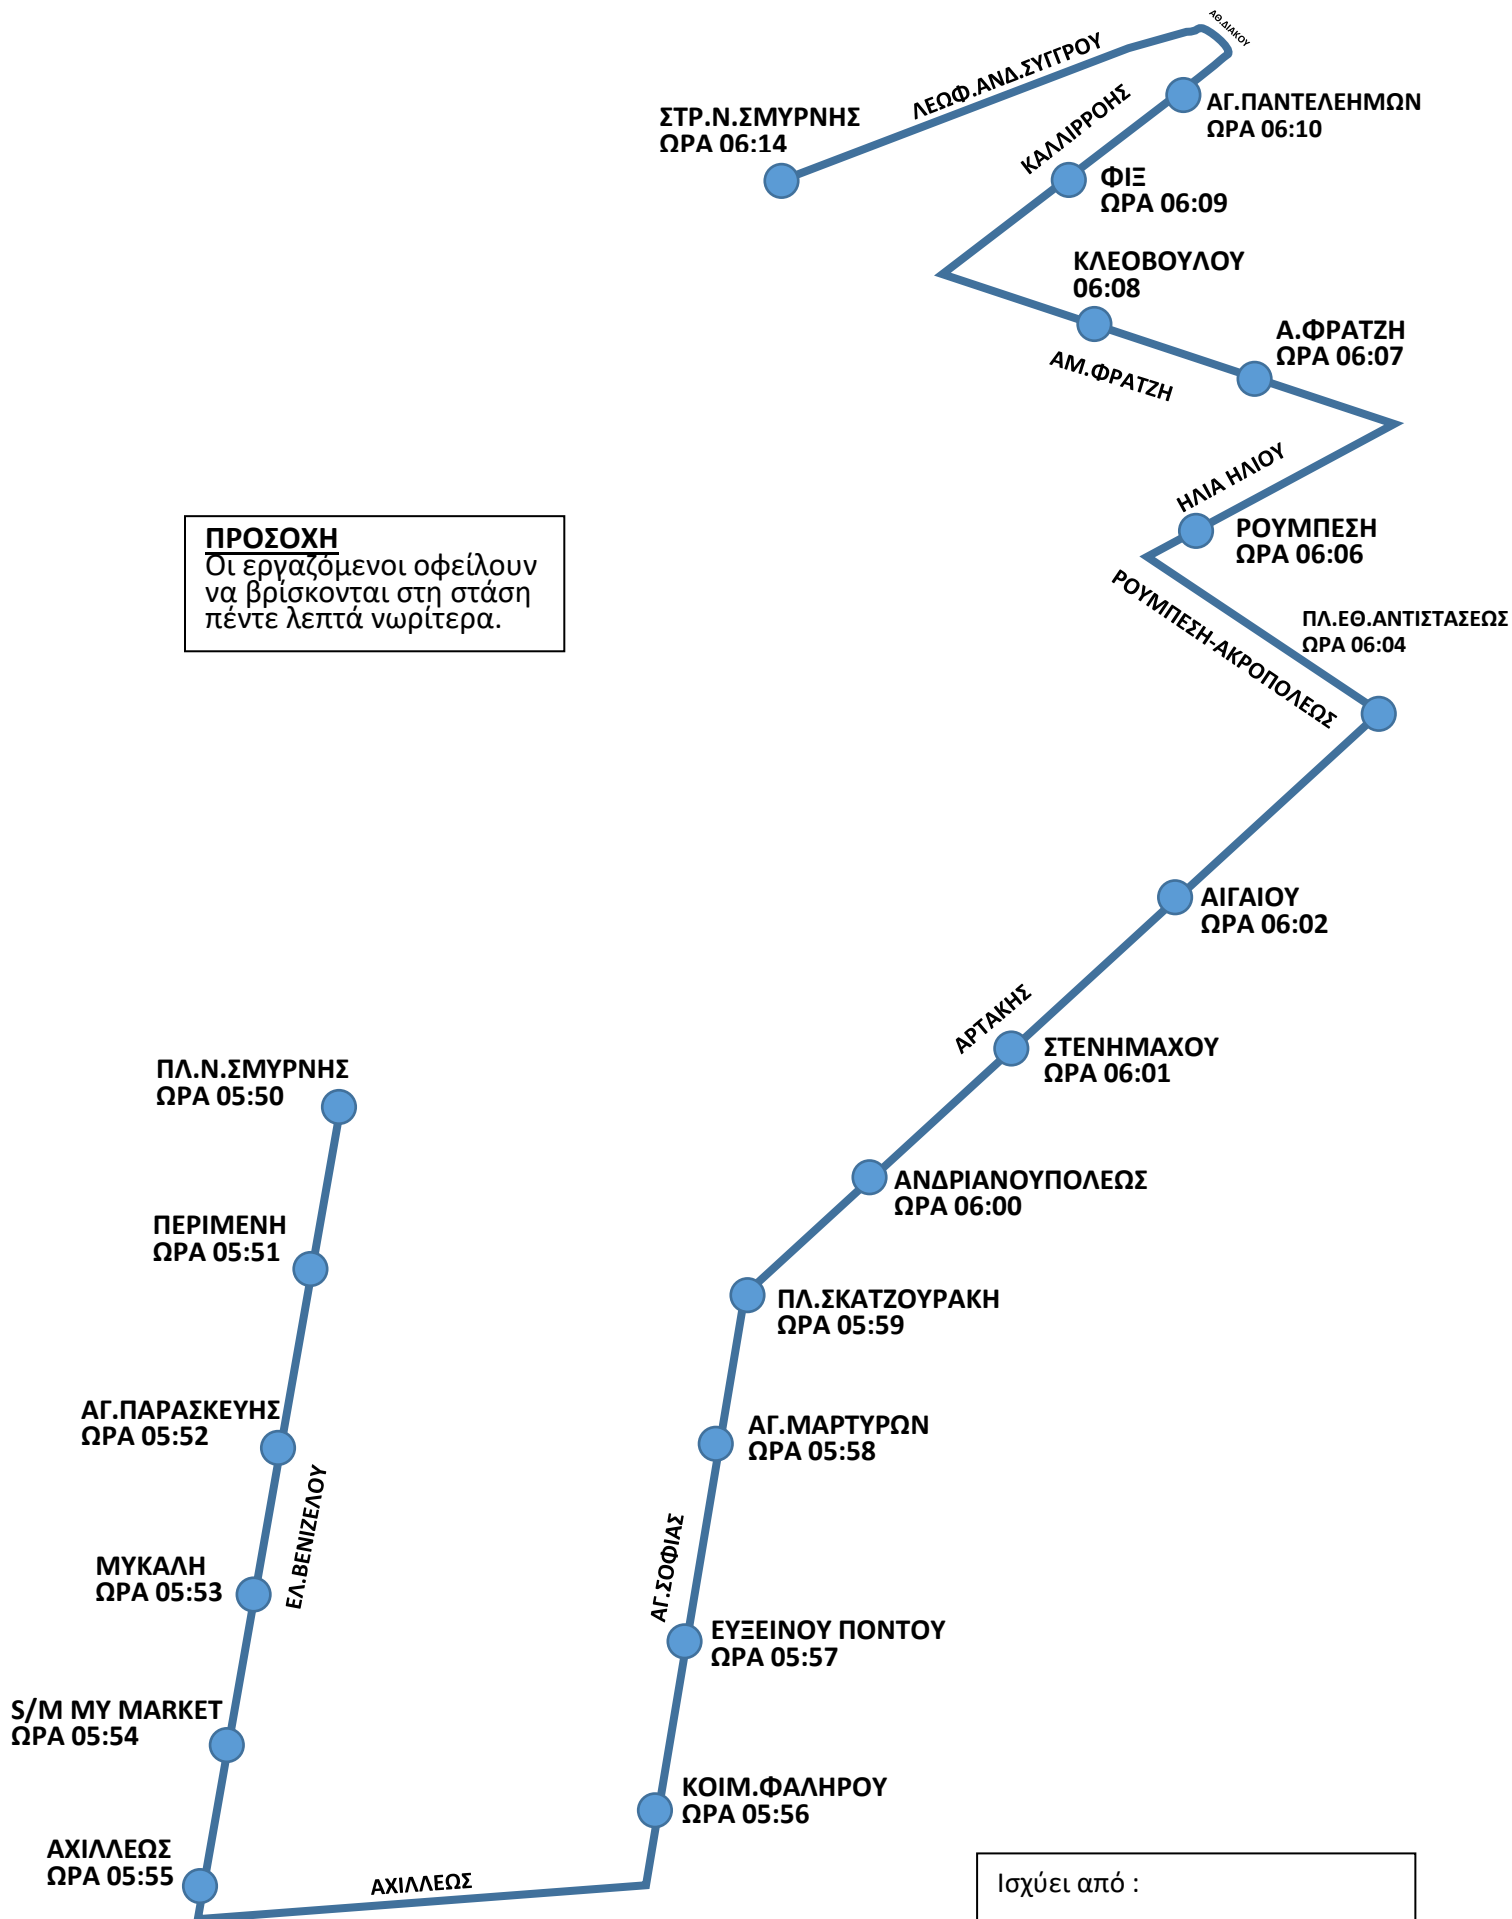 ΑΘ.ΔΙΑΚΟΥ
ΛΕΩΦ.ΑΝΔ.ΣΥΓΓΡΟΥ
ΣΤΡ.Ν.ΣΜΥΡΝΗΣ
ΩΡΑ 06:14
ΑΓ.ΠΑΝΤΕΛΕΗΜΩΝ
ΩΡΑ 06:10
ΚΑΛΛΙΡΡΟΗΣ
ΦΙΞ
ΩΡΑ 06:09
ΚΛΕΟΒΟΥΛΟΥ
06:08
Α.ΦΡΑΤΖΗ
ΩΡΑ 06:07
ΑΜ.ΦΡΑΤΖΗ
ΗΛΙΑ ΗΛΙΟΥ
ΡΟΥΜΠΕΣΗ
ΩΡΑ 06:06
ΠΡΟΣΟΧΗ
Οι εργαζόμενοι οφείλουν
να βρίσκονται στη στάση
πέντε λεπτά νωρίτερα.
ΡΟΥΜΠΕΣΗ-ΑΚΡΟΠΟΛΕΩΣ
ΠΛ.ΕΘ.ΑΝΤΙΣΤΑΣΕΩΣ
ΩΡΑ 06:04
ΑΙΓΑΙΟΥ
ΩΡΑ 06:02
ΑΡΤΑΚΗΣ
ΣΤΕΝΗΜΑΧΟΥ
ΩΡΑ 06:01
ΠΛ.Ν.ΣΜΥΡΝΗΣ
ΩΡΑ 05:50
ΑΝΔΡΙΑΝΟΥΠΟΛΕΩΣ
ΩΡΑ 06:00
ΠΕΡΙΜΕΝΗ
ΩΡΑ 05:51
ΠΛ.ΣΚΑΤΖΟΥΡΑΚΗ
ΩΡΑ 05:59
ΑΓ.ΠΑΡΑΣΚΕΥΗΣ
ΩΡΑ 05:52
ΑΓ.ΜΑΡΤΥΡΩΝ
ΩΡΑ 05:58
ΕΛ.ΒΕΝΙΖΕΛΟΥ
ΑΓ.ΣΟΦΙΑΣ
ΜΥΚΑΛΗ
ΩΡΑ 05:53
ΕΥΞΕΙΝΟΥ ΠΟΝΤΟΥ
ΩΡΑ 05:57
S/M MY MARKET
ΩΡΑ 05:54
ΚΟΙΜ.ΦΑΛΗΡΟΥ
ΩΡΑ 05:56
ΑΧΙΛΛΕΩΣ
ΩΡΑ 05:55
ΑΧΙΛΛΕΩΣ
Ισχύει από :